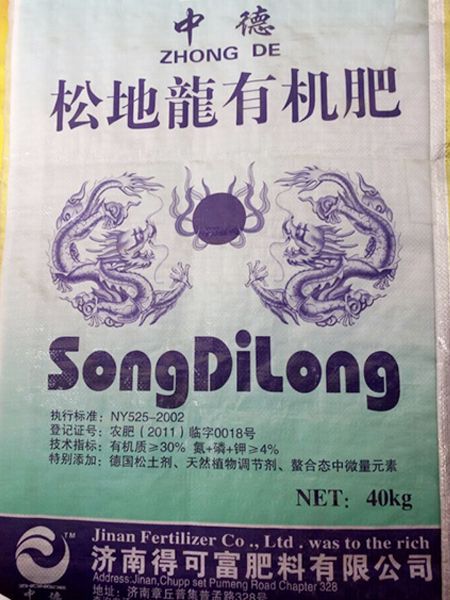 中德
ZHONG DE
松地龍有机肥
SongDiLong
执行标准：NY525-2002
登记证号：农肥（2011）临字0018号
技术指标：有机质≥30% 氮+磷+钾≥4%
特别添加：德国松土剂、天然植物调节剂、螯合态中微量元素
NET: 40kg
TM
Jinan Fertilizer Co ., Ltd . was to the rich
济南得可富肥料有限公司
Address:Jinan,Chupp set Pumeng Road Chapter 328
地址：济南章丘普集普孟路328号
中德